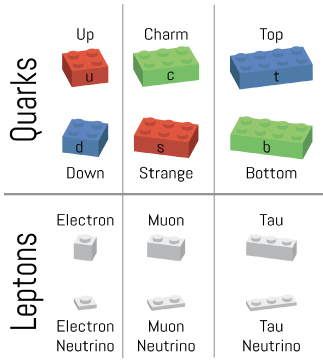 Quarks
Up Charm Top
u c t
d s b
Down Strange Bottom
Leptons
Electron Muon Tau
Electron Neutrino Muon Neutrino Tau Neutrino